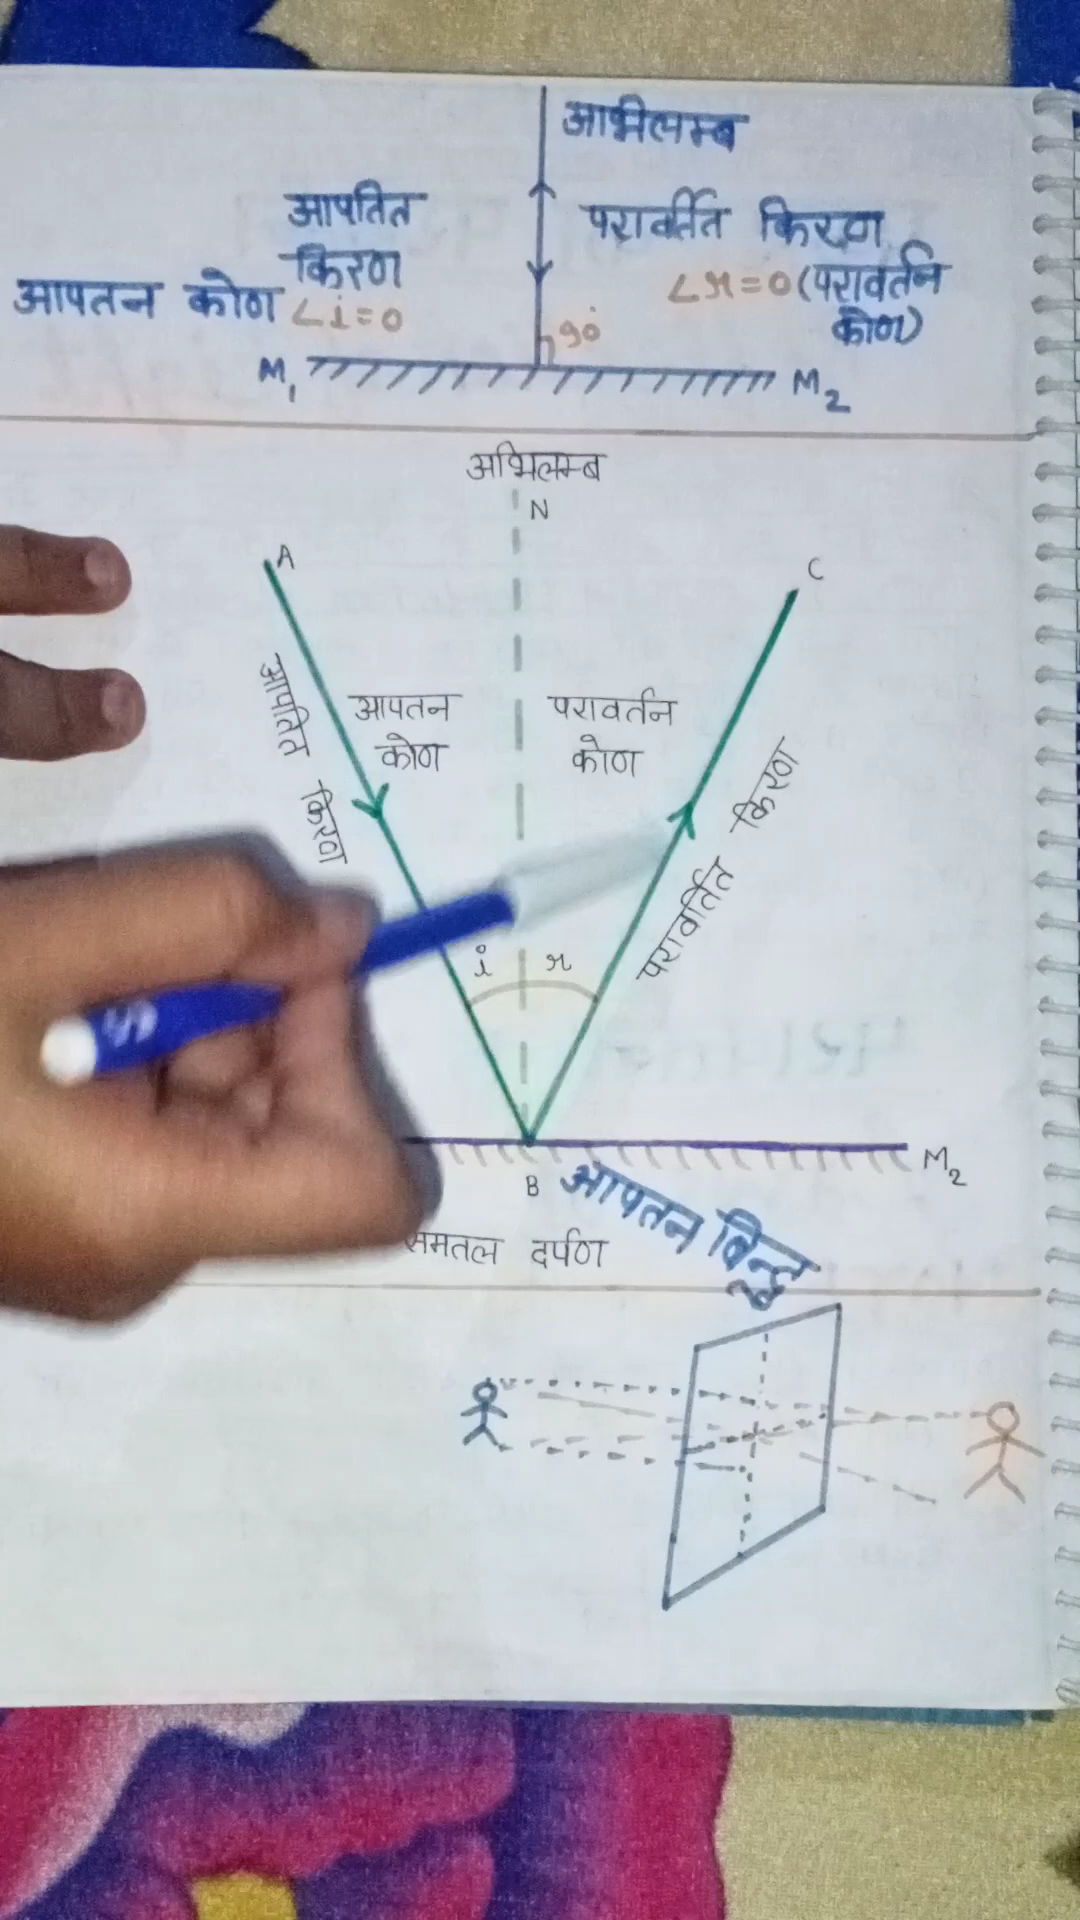 अभिलम्ब
आपतित
किरण
परावर्तित किरण
आपतन कोण ∠i=0
∠r=0 (परावर्तन
कोण)
90°
M₁
M₂
अभिलम्ब
N
A
C
आपतित किरण
आपतन
कोण
परावर्तन
कोण
परावर्तित किरण
i
r
M₂
B
आपतन बिन्दु
समतल दर्पण